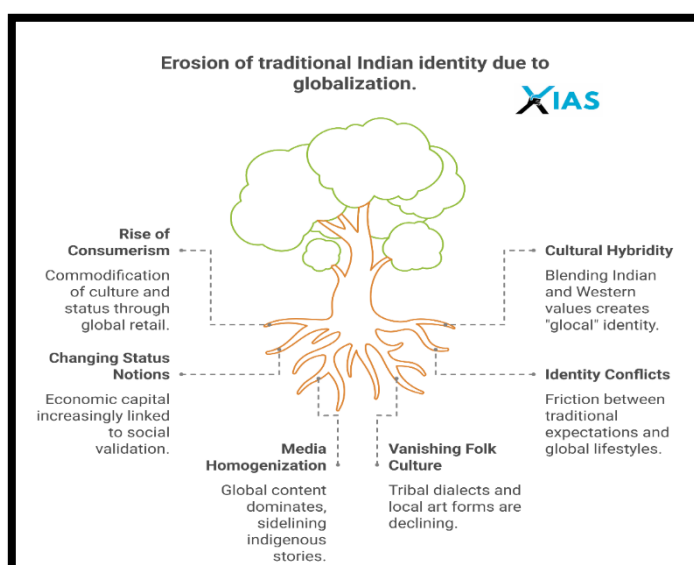 Erosion of traditional Indian identity due to
globalization.
XIAS
Rise of
Consumerism
Commodification
of culture and
status through
global retail.
Changing Status
Notions
Economic capital
increasingly linked
to social
validation.
Media
Homogenization
Global content
dominates,
sidelining
indigenous
stories.
Vanishing Folk
Culture
Tribal dialects and
local art forms are
declining.
Cultural Hybridity
Blending Indian
and Western
values creates
"glocal" identity.
Identity Conflicts
Friction between
traditional
expectations and
global lifestyles.